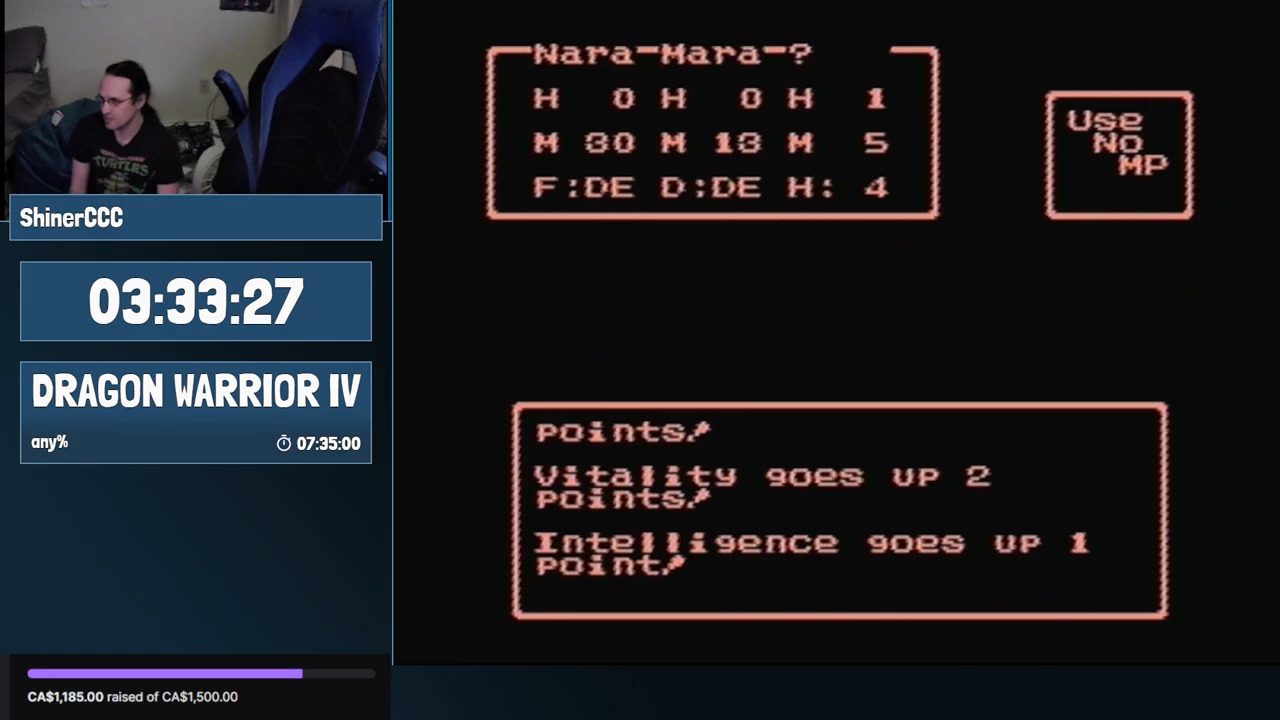 Nara-Mara-?
H 0 H 0 H 1
M 30 M 13 M 5
F:DE D:DE H: 4
Use
No
MP
TURTLES
ShinerCCC
03:33:27
DRAGON WARRIOR IV
any% 07:35:00
points!
Vitality goes up 2
points!
Intelligence goes up 1
point!
CA$1,185.00 raised of CA$1,500.00